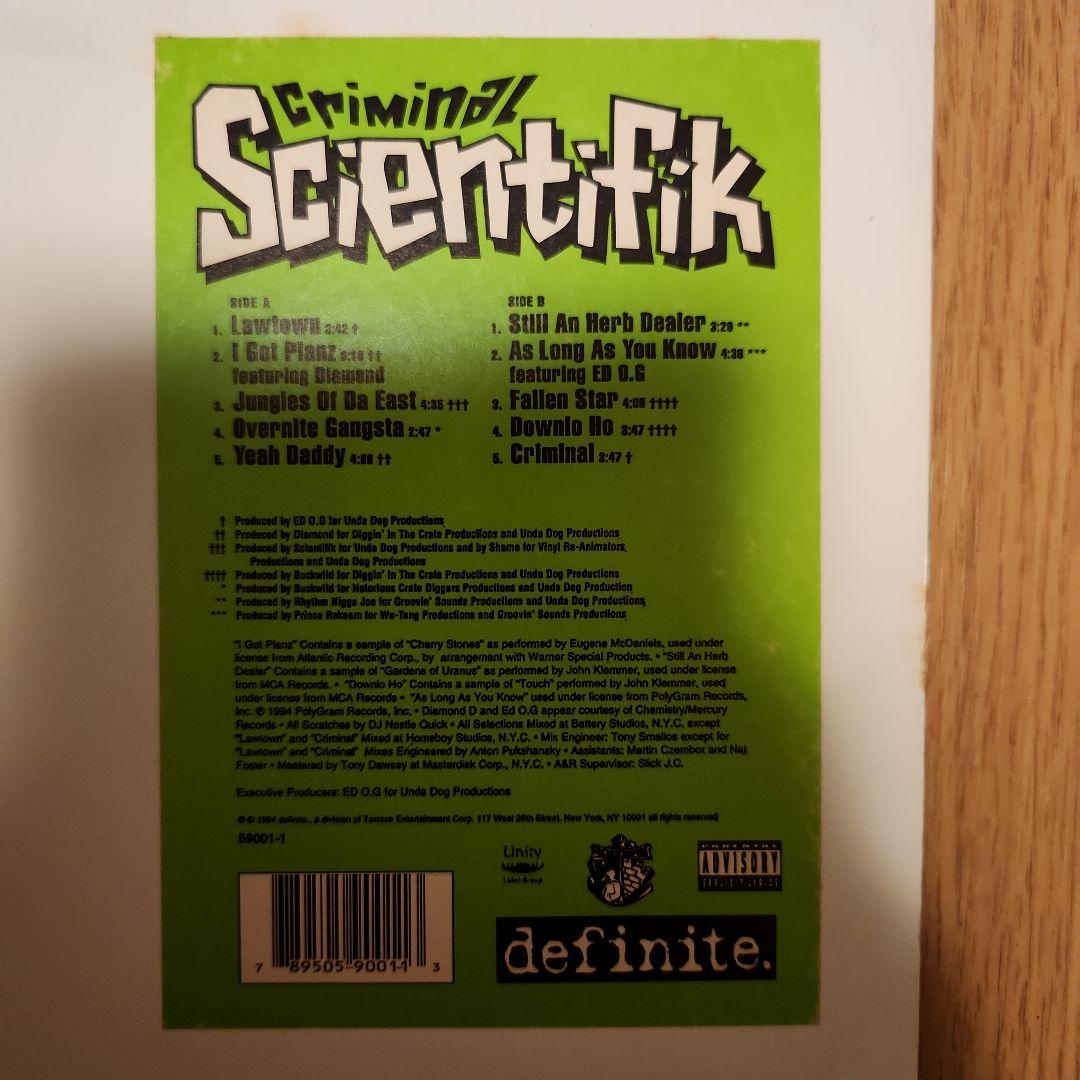 Criminal
Scientifik
SIDE A
1. Lawtown 3:42 †
2. I Got Planz 3:18 ††
featuring Diamond
3. Jungles Of Da East 4:35 †††
4. Overnite Gangsta 2:47 *
5. Yeah Daddy ††
SIDE B
1. Still An Herb Dealer 3:29 **
2. As Long As You Know 4:36 ***
featuring ED O.G
3. Fallen Star ††††
4. Downlo Ho 3:47 ††††
5. Criminal 3:47 †
† Produced by ED O.G for Unda Dog Productions
†† Produced by Diamond for Diggin' In The Crate Productions and Unda Dog Productions
††† Produced by Scientifik for Unda Dog Productions and by Shame for Vinyl Re-Animators,
Productions and Unda Dog Productions
†††† Produced by Buckwild for Diggin' In The Crate Productions and Unda Dog Productions
* Produced by Buckwild for Notorious Crate Diggers Productions and Unda Dog Production
** Produced by Rhythm Nigga Joe for Groovin' Sounds Productions and Unda Dog Productions
*** Produced by Prince Rakeem for Wu-Tang Productions and Groovin' Sounds Productions
"I Got Planz" Contains a sample of "Cherry Stones" as performed by Eugene McDaniels, used under
license from Atlantic Recording Corp., by arrangement with Warner Special Products. • "Still An Herb
Dealer" Contains a sample of "Gardens of Uranus" as performed by John Klemmer, used under license
from MCA Records. • "Downlo Ho" Contains a sample of "Touch" performed by John Klemmer, used
under license from MCA Records • "As Long As You Know" used under license from PolyGram Records,
Inc. ℗ 1994 PolyGram Records, Inc. • Diamond D and Ed O.G appear courtesy of Chemistry/Mercury
Records • All Scratches by DJ Nestle Quick • All Selections Mixed at Battery Studios, N.Y.C. except
"Lawtown" and "Criminal" Mixed at Homeboy Studios, N.Y.C. • Mix Engineer: Tony Smalios except for
"Lawtown" and "Criminal" Mixes Engineered by Anton Pukshansky • Assistants: Martin Czembor and Nat
Foster • Mastered by Tony Dawsey at Masterdisk Corp., N.Y.C. • A&R Supervisor: Slick J.C.
Executive Producers: ED O.G for Unda Dog Productions
℗ © 1994 definite., a division of Terrace Entertainment Corp. 117 West 26th Street, New York, NY 10001 all rights reserved
59001-1
Unity
Label Group
PARENTAL
ADVISORY
EXPLICIT LYRICS
7 89505-9001-1 3
definite.